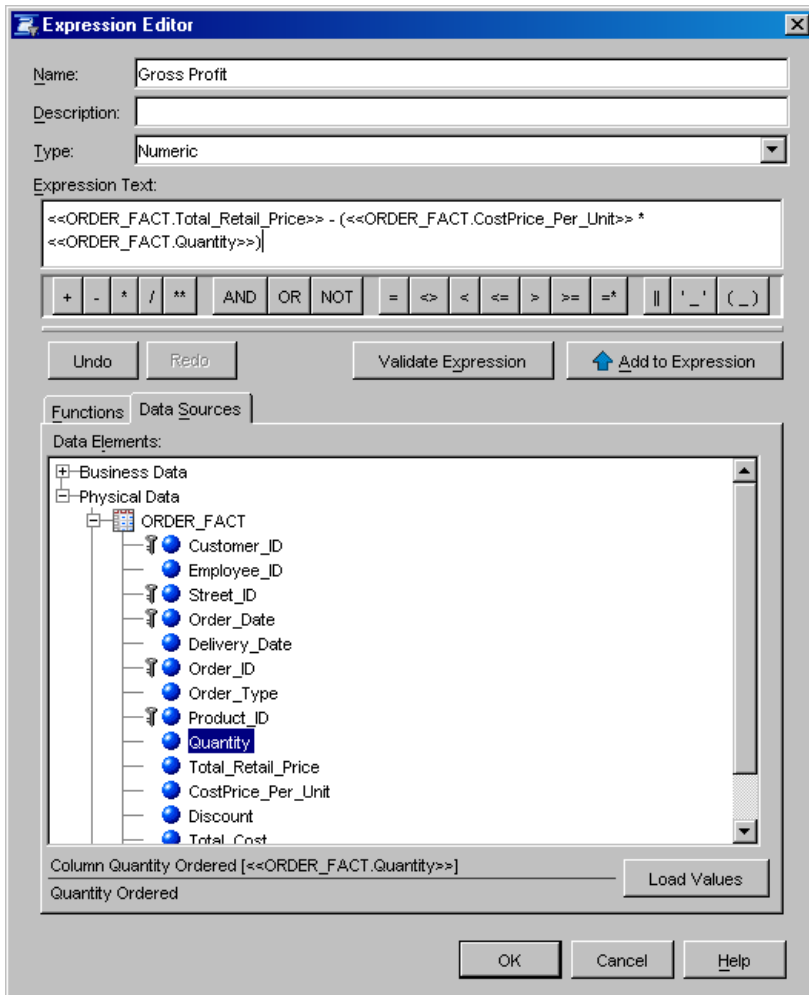 Expression Editor
Name: Gross Profit
Description:
Type: Numeric
Expression Text:
<<ORDER_FACT.Total_Retail_Price>> - (<<ORDER_FACT.CostPrice_Per_Unit>> *
<<ORDER_FACT.Quantity>>)
+ - * / ** AND OR NOT = <> < <= > >= =* || '_' (_)
Undo Redo Validate Expression Add to Expression
Functions Data Sources
Data Elements:
Business Data
Physical Data
ORDER_FACT
Customer_ID
Employee_ID
Street_ID
Order_Date
Delivery_Date
Order_ID
Order_Type
Product_ID
Quantity
Total_Retail_Price
CostPrice_Per_Unit
Discount
Total_Cost
Column Quantity Ordered [<<ORDER_FACT.Quantity>>]
Quantity Ordered
Load Values
OK Cancel Help